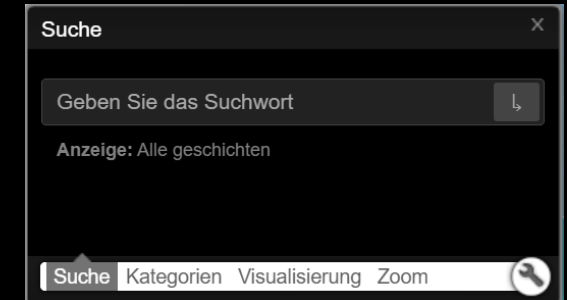 Suche X
Geben Sie das Suchwort
Anzeige: Alle geschichten
Suche Kategorien Visualisierung Zoom